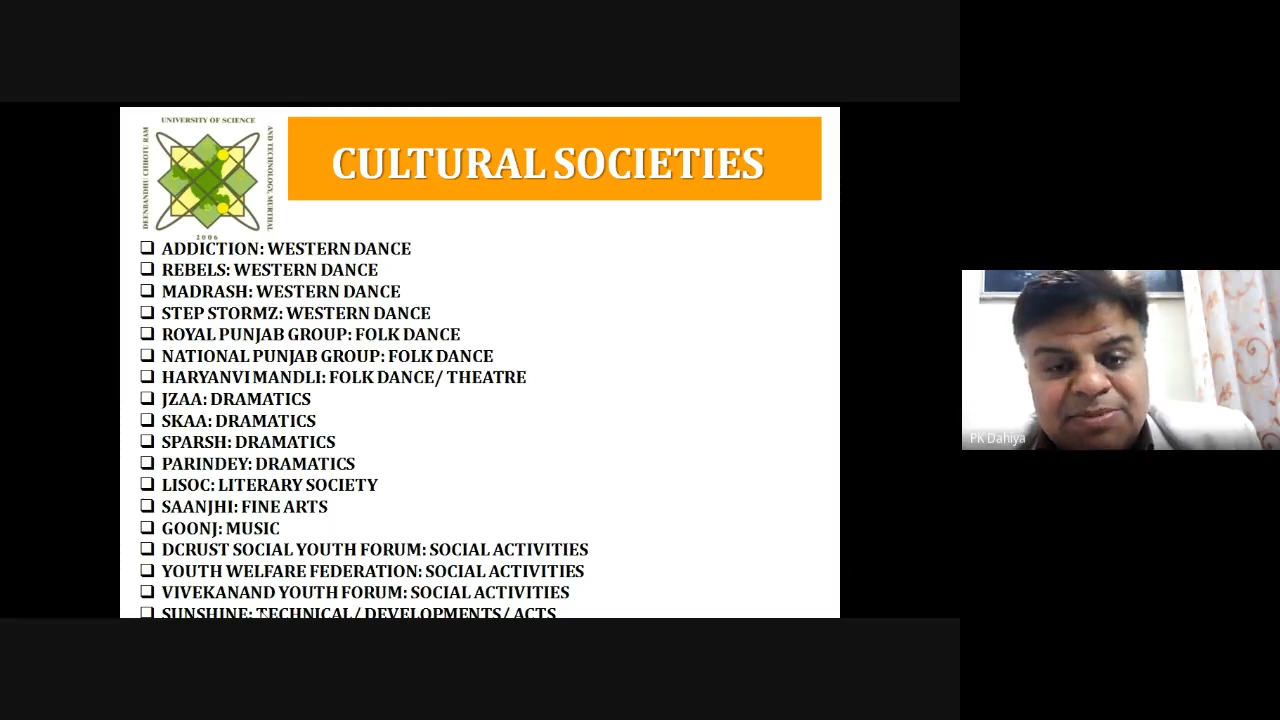 UNIVERSITY OF SCIENCE
DEENBANDHU CHHOTU RAM
AND TECHNOLOGY, MURTHAL
2006
CULTURAL SOCIETIES
❑ ADDICTION: WESTERN DANCE
❑ REBELS: WESTERN DANCE
❑ MADRASH: WESTERN DANCE
❑ STEP STORMZ: WESTERN DANCE
❑ ROYAL PUNJAB GROUP: FOLK DANCE
❑ NATIONAL PUNJAB GROUP: FOLK DANCE
❑ HARYANVI MANDLI: FOLK DANCE/ THEATRE
❑ JZAA: DRAMATICS
❑ SKAA: DRAMATICS
❑ SPARSH: DRAMATICS
❑ PARINDEY: DRAMATICS
❑ LISOC: LITERARY SOCIETY
❑ SAANJHI: FINE ARTS
❑ GOONJ: MUSIC
❑ DCRUST SOCIAL YOUTH FORUM: SOCIAL ACTIVITIES
❑ YOUTH WELFARE FEDERATION: SOCIAL ACTIVITIES
❑ VIVEKANAND YOUTH FORUM: SOCIAL ACTIVITIES
❑ SUNSHINE: TECHNICAL / DEVELOPMENTS/ ACTS
PK Dahiya